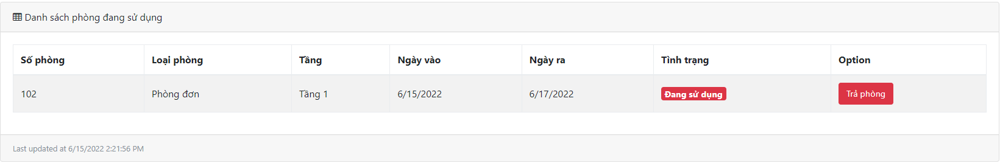 Danh sách phòng đang sử dụng
Số phòng Loại phòng Tầng Ngày vào Ngày ra Tình trạng Option
102 Phòng đơn Tầng 1 6/15/2022 6/17/2022 Đang sử dụng Trả phòng
Last updated at 6/15/2022 2:21:56 PM